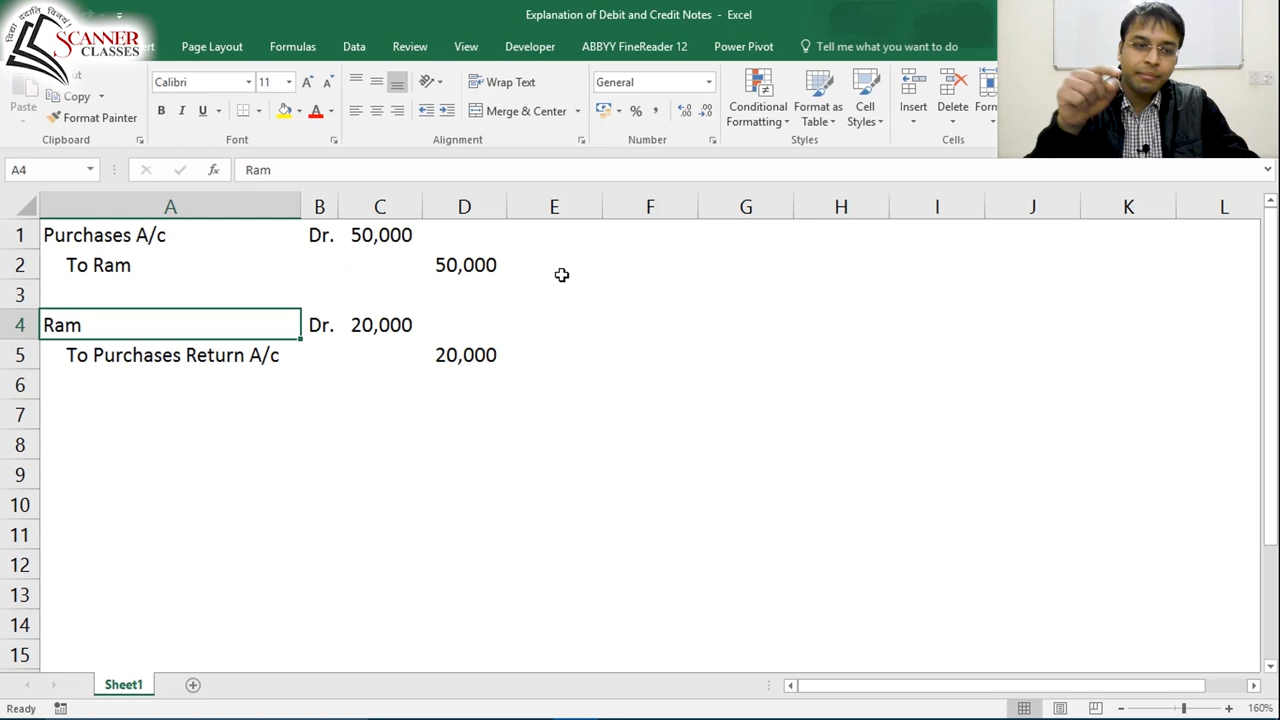 Explanation of Debit and Credit Notes - Excel
विद्या ददाति विनयम्
SCANNER
CLASSES
Page Layout
Formulas
Data
Review
View
Developer
ABBYY FineReader 12
Power Pivot
Tell me what you want to do
Paste
Copy
Format Painter
Calibri
11
B I U
A
Wrap Text
Merge & Center
General
% ,
Conditional Formatting
Format as Table
Cell Styles
Insert
Delete
Clipboard
Font
Alignment
Number
Styles
Cells
A4
fx
Ram
A B C D E F G H I J K L
1 Purchases A/c Dr. 50,000
2 To Ram 50,000
3
4 Ram Dr. 20,000
5 To Purchases Return A/c 20,000
6
7
8
9
10
11
12
13
14
15
Sheet1
Ready
160%